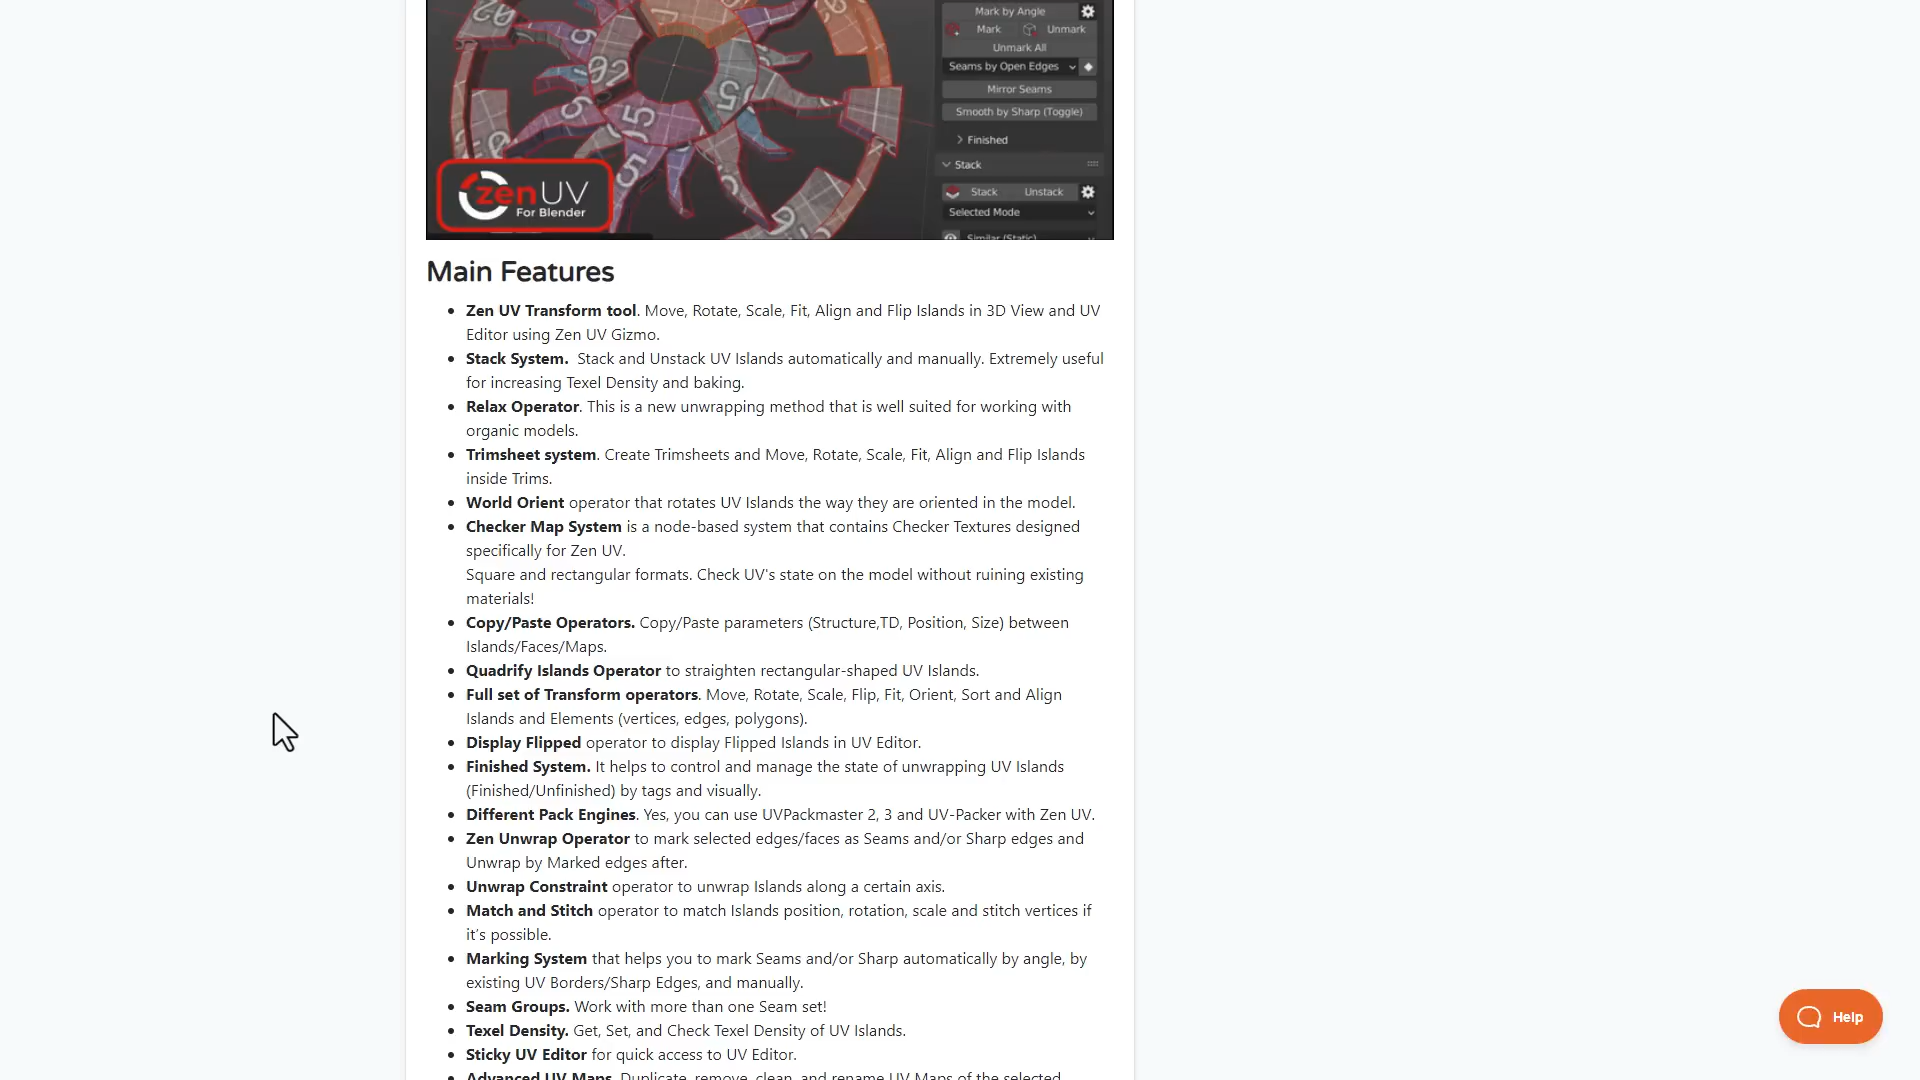 Mark by Angle
Mark Unmark
Unmark All
Seams by Open Edges
Mirror Seams
Smooth by Sharp (Toggle)
Finished
Stack
Stack Unstack
Selected Mode
Similar (Static)
zen UV
For Blender
Main Features
Zen UV Transform tool. Move, Rotate, Scale, Fit, Align and Flip Islands in 3D View and UV
Editor using Zen UV Gizmo.
Stack System. Stack and Unstack UV Islands automatically and manually. Extremely useful
for increasing Texel Density and baking.
Relax Operator. This is a new unwrapping method that is well suited for working with
organic models.
Trimsheet system. Create Trimsheets and Move, Rotate, Scale, Fit, Align and Flip Islands
inside Trims.
World Orient operator that rotates UV Islands the way they are oriented in the model.
Checker Map System is a node-based system that contains Checker Textures designed
specifically for Zen UV.
Square and rectangular formats. Check UV's state on the model without ruining existing
materials!
Copy/Paste Operators. Copy/Paste parameters (Structure,TD, Position, Size) between
Islands/Faces/Maps.
Quadrify Islands Operator to straighten rectangular-shaped UV Islands.
Full set of Transform operators. Move, Rotate, Scale, Flip, Fit, Orient, Sort and Align
Islands and Elements (vertices, edges, polygons).
Display Flipped operator to display Flipped Islands in UV Editor.
Finished System. It helps to control and manage the state of unwrapping UV Islands
(Finished/Unfinished) by tags and visually.
Different Pack Engines. Yes, you can use UVPackmaster 2, 3 and UV-Packer with Zen UV.
Zen Unwrap Operator to mark selected edges/faces as Seams and/or Sharp edges and
Unwrap by Marked edges after.
Unwrap Constraint operator to unwrap Islands along a certain axis.
Match and Stitch operator to match Islands position, rotation, scale and stitch vertices if
it's possible.
Marking System that helps you to mark Seams and/or Sharp automatically by angle, by
existing UV Borders/Sharp Edges, and manually.
Seam Groups. Work with more than one Seam set!
Texel Density. Get, Set, and Check Texel Density of UV Islands.
Sticky UV Editor for quick access to UV Editor.
Advanced UV Maps. Duplicate, remove, clean, and rename UV Maps of the selected
Help